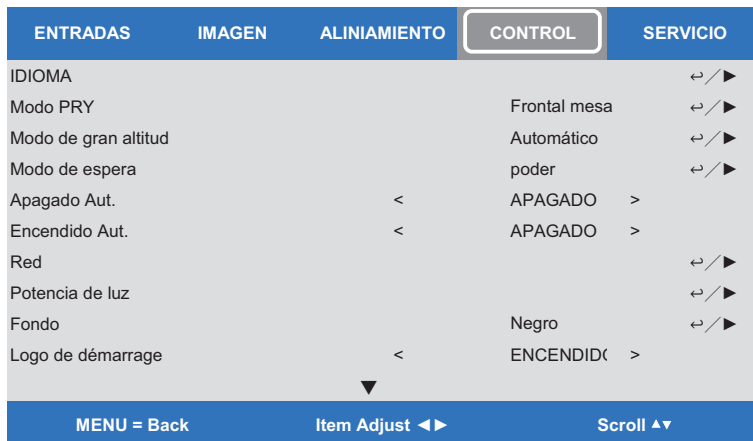 ENTRADAS IMAGEN ALINIAMIENTO CONTROL SERVICIO
IDIOMA ↩/▶
Modo PRY Frontal mesa ↩/▶
Modo de gran altitud Automático ↩/▶
Modo de espera poder ↩/▶
Apagado Aut. < APAGADO >
Encendido Aut. < APAGADO >
Red ↩/▶
Potencia de luz ↩/▶
Fondo Negro ↩/▶
Logo de démarrage < ENCENDID( >
▼
MENU = Back Item Adjust ◀▶ Scroll ▲▼